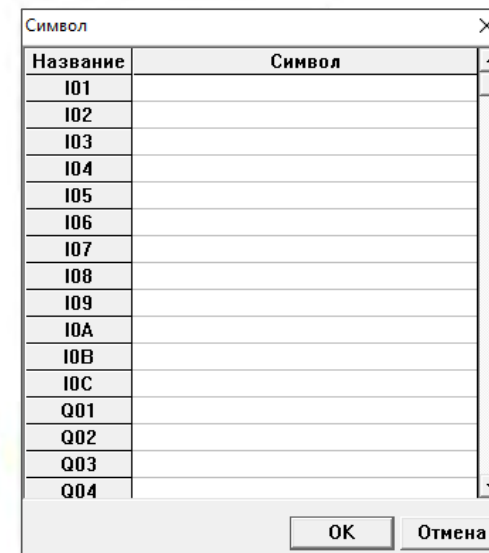 Символ
Название Символ
I01
I02
I03
I04
I05
I06
I07
I08
I09
I0A
I0B
I0C
Q01
Q02
Q03
Q04
OK Отмена